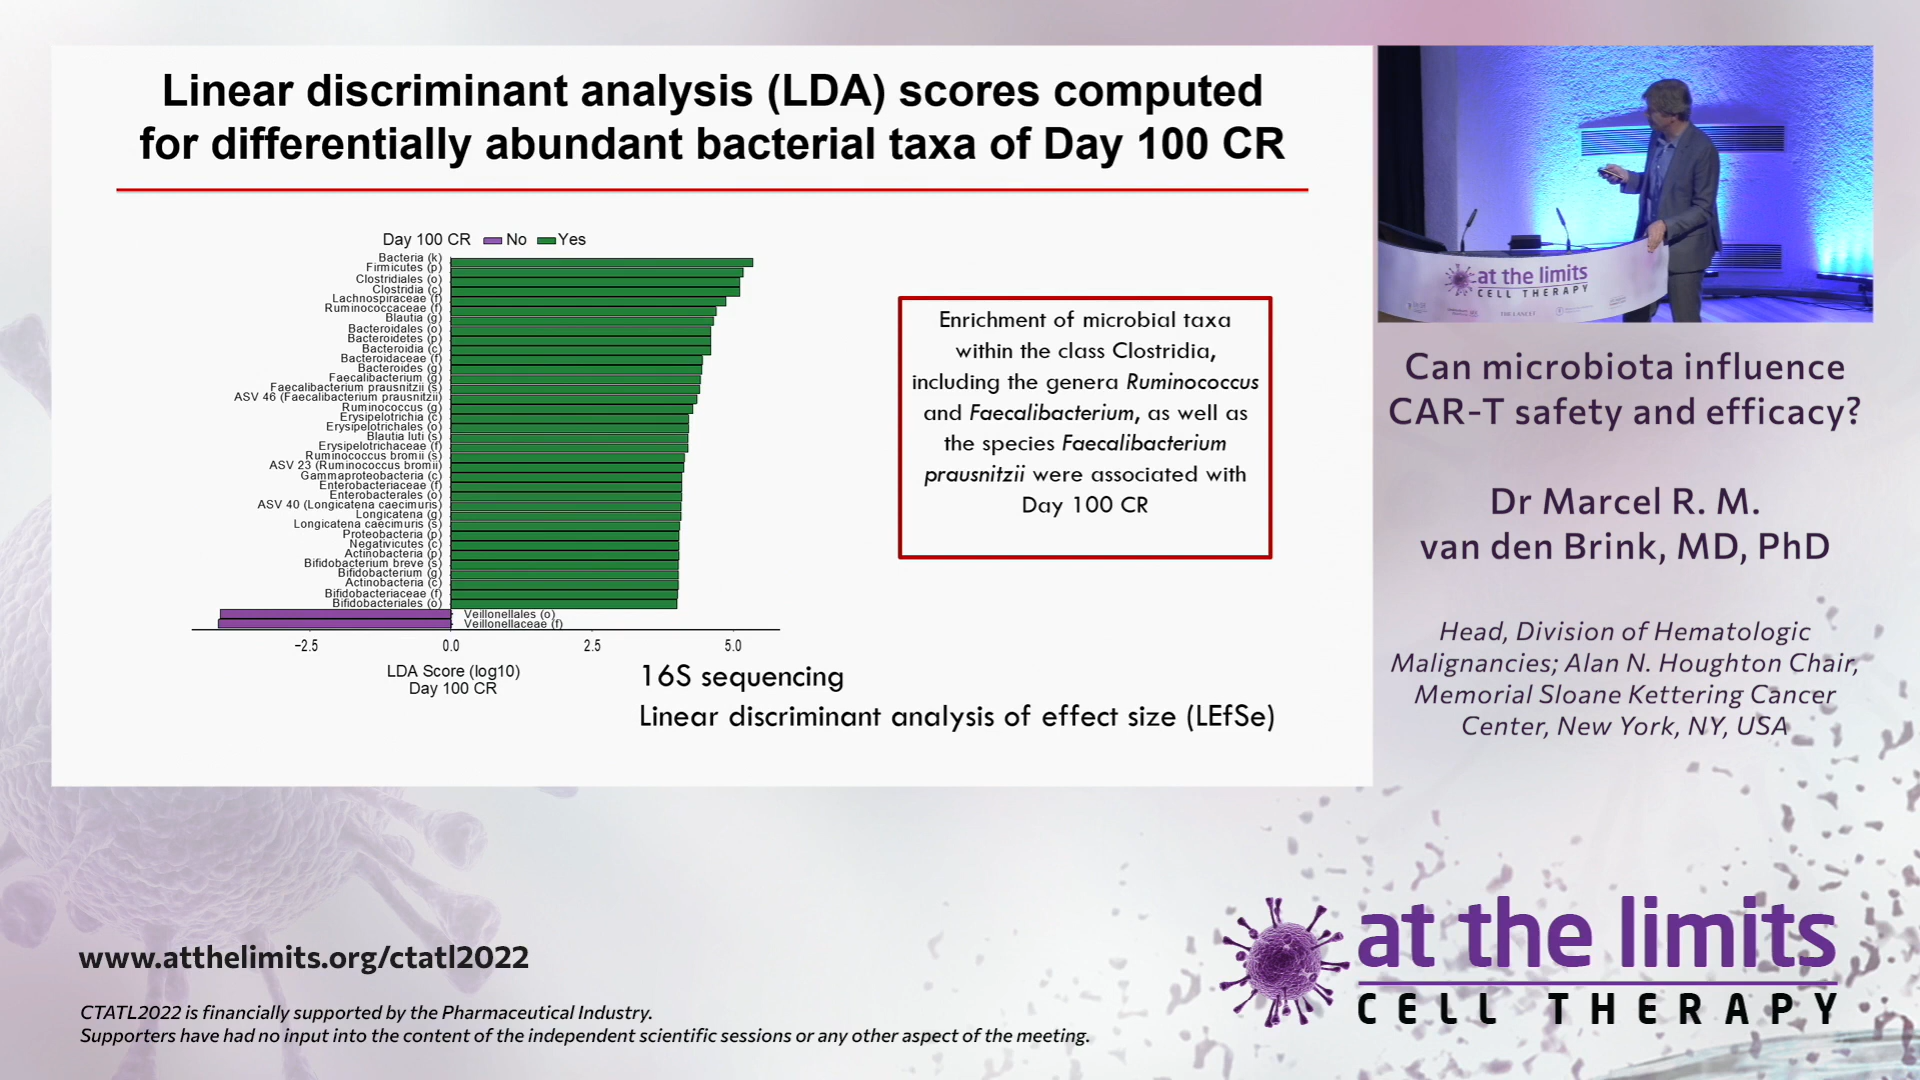 Linear discriminant analysis (LDA) scores computed
for differentially abundant bacterial taxa of Day 100 CR
Day 100 CR No Yes
Bacteria (k)
Firmicutes (p)
Clostridiales (o)
Clostridia (c)
Lachnospiraceae (f)
Ruminococcaceae (f)
Blautia (g)
Bacteroidales (o)
Bacteroidetes (p)
Bacteroidia (c)
Bacteroidaceae (f)
Bacteroides (g)
Faecalibacterium (g)
Faecalibacterium prausnitzii (s)
ASV 46 (Faecalibacterium prausnitzii)
Ruminococcus (g)
Erysipelotrichia (c)
Erysipelotrichales (o)
Blautia luti (s)
Erysipelotrichaceae (f)
Ruminococcus bromii (s)
ASV 23 (Ruminococcus bromii)
Gammaproteobacteria (c)
Enterobacteriaceae (f)
Enterobacterales (o)
ASV 40 (Longicatena caecimuris)
Longicatena (g)
Longicatena caecimuris (s)
Proteobacteria (p)
Negativicutes (c)
Actinobacteria (p)
Bifidobacterium breve (s)
Bifidobacterium (g)
Actinobacteria (c)
Bifidobacteriaceae (f)
Bifidobacteriales (o)
Veillonellales (o)
Veillonellaceae (f)
−2.5 0.0 2.5 5.0
LDA Score (log10)
Day 100 CR
Enrichment of microbial taxa
within the class Clostridia,
including the genera Ruminococcus
and Faecalibacterium, as well as
the species Faecalibacterium
prausnitzii were associated with
Day 100 CR
16S sequencing
Linear discriminant analysis of effect size (LEfSe)
at the limits
CELL THERAPY
Can microbiota influence
CAR-T safety and efficacy?
Dr Marcel R. M.
van den Brink, MD, PhD
Head, Division of Hematologic
Malignancies; Alan N. Houghton Chair,
Memorial Sloane Kettering Cancer
Center, New York, NY, USA
www.atthelimits.org/ctatl2022
CTATL2022 is financially supported by the Pharmaceutical Industry.
Supporters have had no input into the content of the independent scientific sessions or any other aspect of the meeting.
at the limits
CELL THERAPY